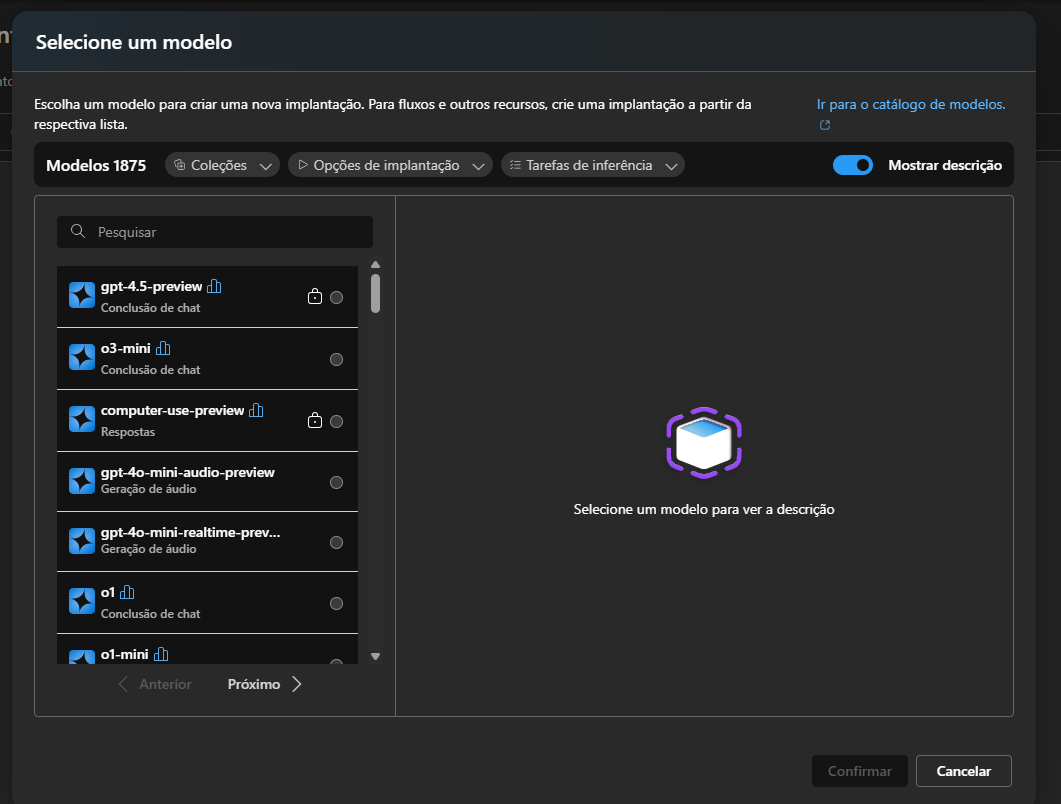 Selecione um modelo
Escolha um modelo para criar uma nova implantação. Para fluxos e outros recursos, crie uma implantação a partir da
respectiva lista.
Ir para o catálogo de modelos.
Modelos 1875
Coleções
Opções de implantação
Tarefas de inferência
Mostrar descrição
Pesquisar
gpt-4.5-preview
Conclusão de chat
o3-mini
Conclusão de chat
computer-use-preview
Respostas
gpt-4o-mini-audio-preview
Geração de áudio
gpt-4o-mini-realtime-prev...
Geração de áudio
o1
Conclusão de chat
o1-mini
Anterior
Próximo
Selecione um modelo para ver a descrição
Confirmar
Cancelar